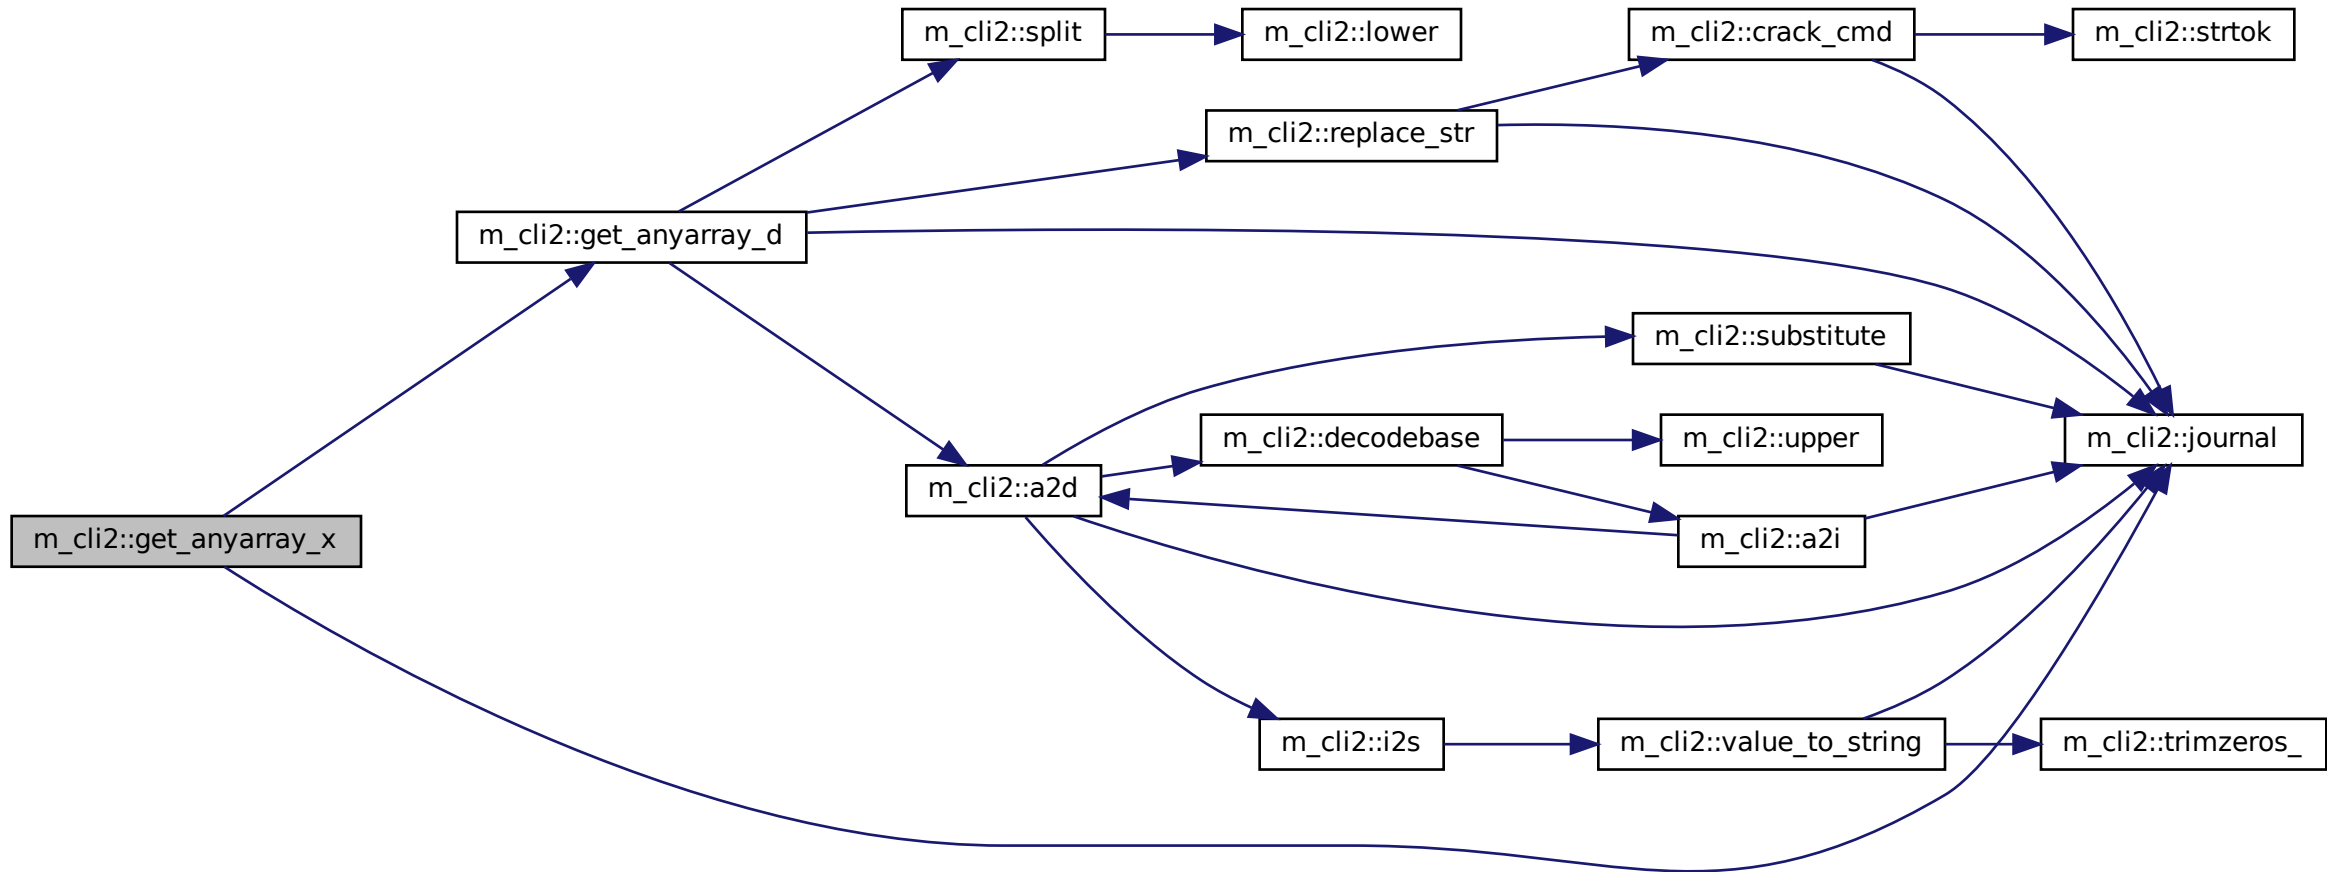 m_cli2::split
m_cli2::lower
m_cli2::crack_cmd
m_cli2::strtok
m_cli2::replace_str
m_cli2::get_anyarray_d
m_cli2::substitute
m_cli2::decodebase
m_cli2::upper
m_cli2::journal
m_cli2::a2d
m_cli2::get_anyarray_x
m_cli2::a2i
m_cli2::i2s
m_cli2::value_to_string
m_cli2::trimzeros_